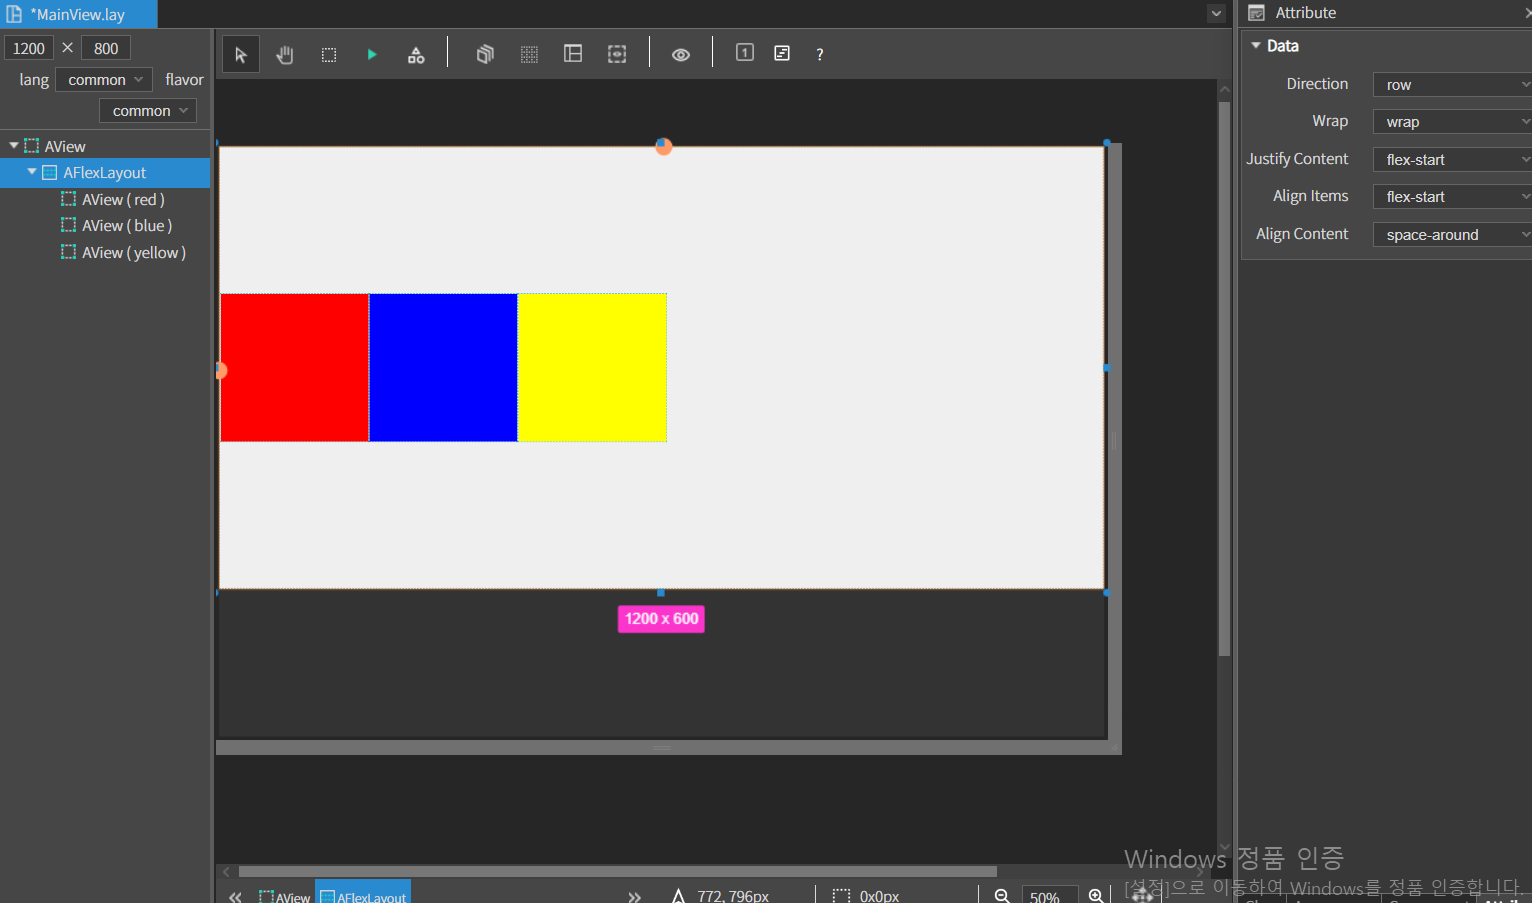 *MainView.lay
Attribute
1200 × 800
lang common flavor
common
1 ?
Data
Direction row
Wrap wrap
Justify Content flex-start
Align Items flex-start
Align Content space-around
AView
AFlexLayout
AView ( red )
AView ( blue )
AView ( yellow )
1200 x 600
Windows 정품 인증
[설정]으로 이동하여 Windows를 정품 인증합니다.
« AView AFlexLayout » 772, 796px 0x0px 50%